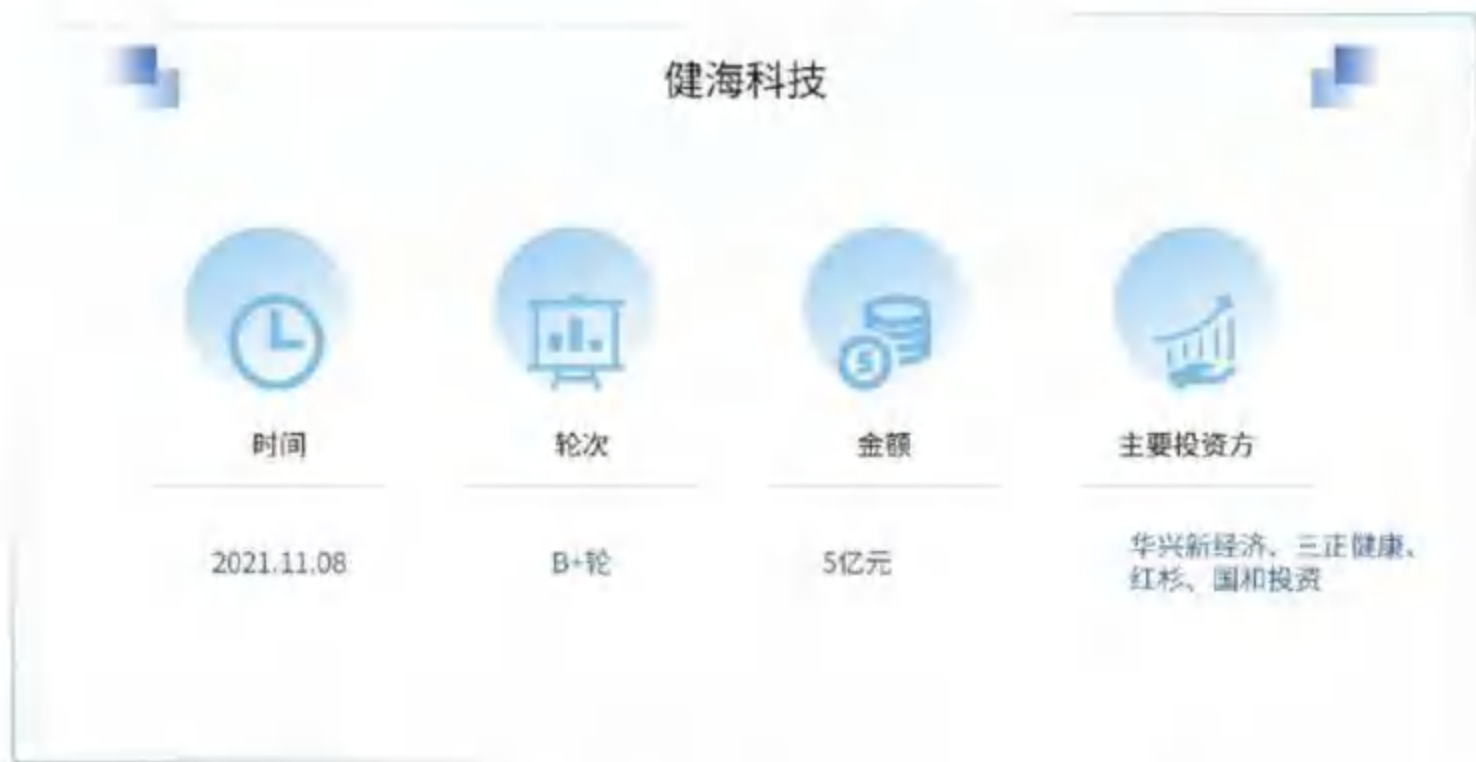 健海科技
时间
轮次
金额
主要投资方
2021.11.08
B+轮
5亿元
华兴新经济、三正健康、
红杉、国和投资